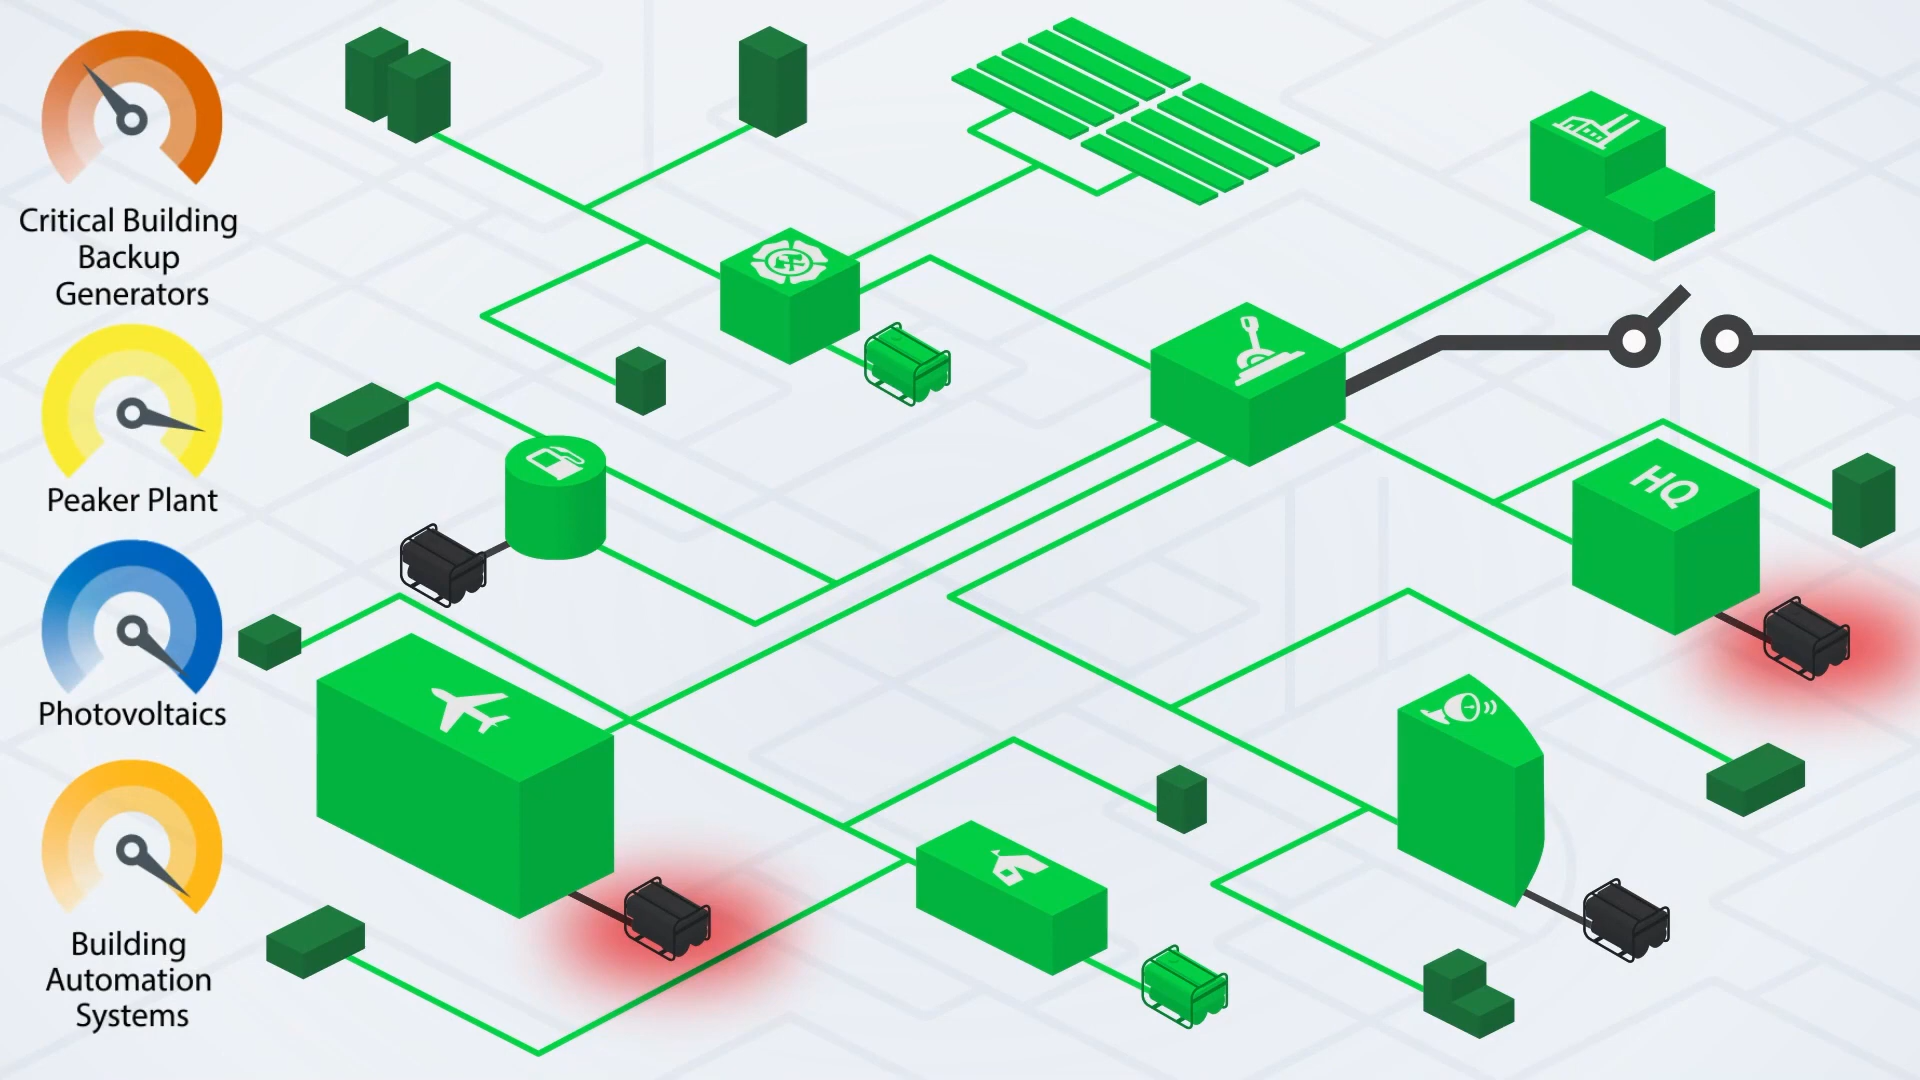 Critical Building
Backup
Generators
Peaker Plant
Photovoltaics
Building
Automation
Systems
HQ